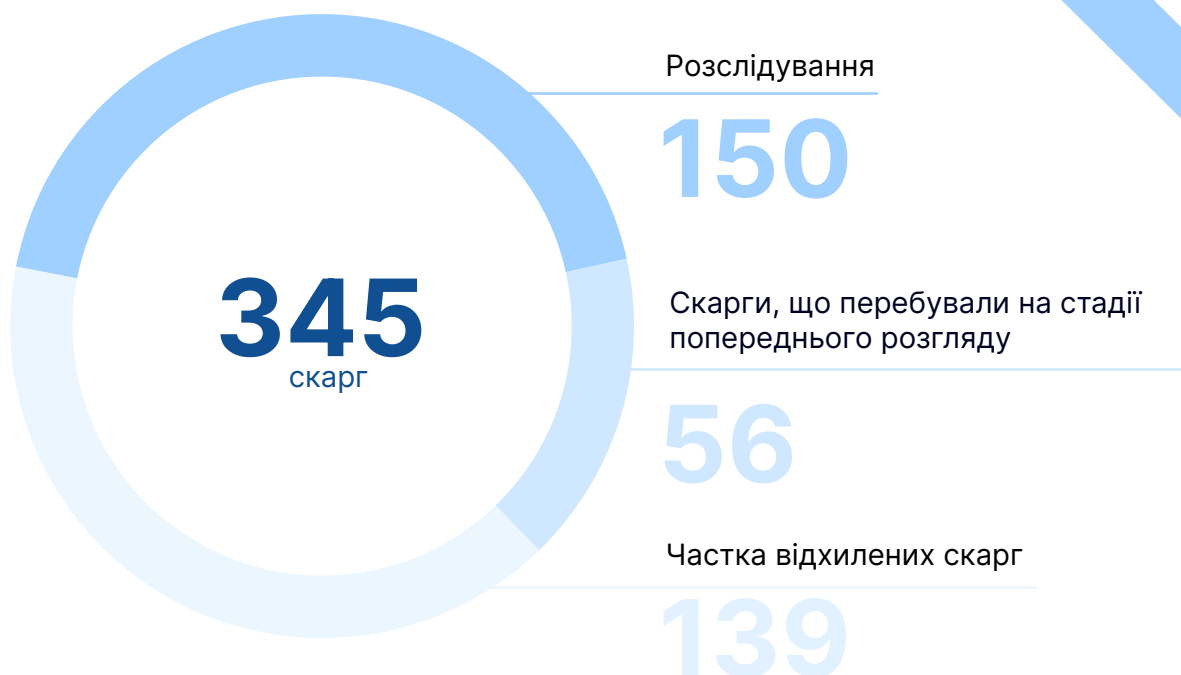 Розслідування
150
345
скарг
Скарги, що перебували на стадії
попереднього розгляду
56
Частка відхилених скарг
139